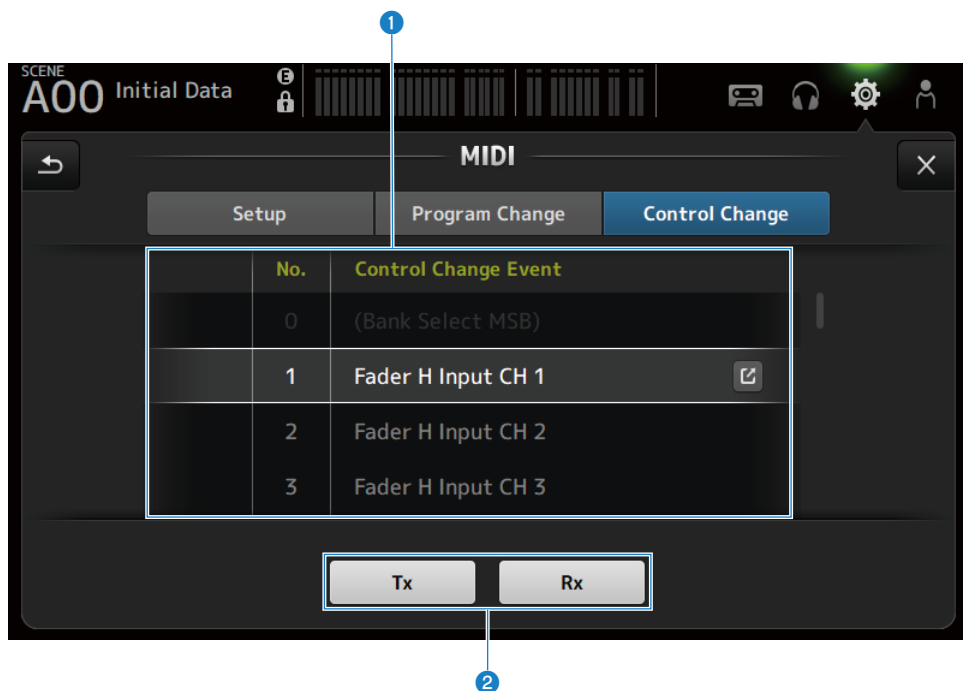 1
SCENE
A00 Initial Data
E
MIDI
Setup Program Change Control Change
No. Control Change Event
0 (Bank Select MSB)
1 Fader H Input CH 1
2 Fader H Input CH 2
3 Fader H Input CH 3
Tx Rx
2